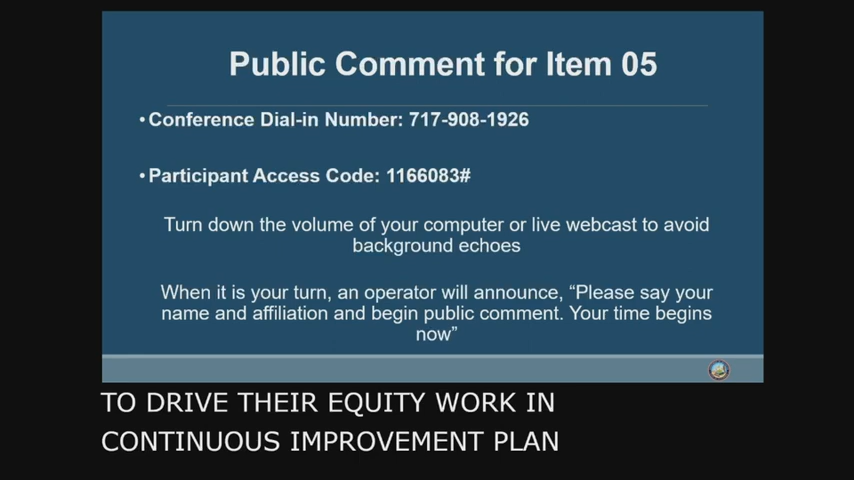 Public Comment for Item 05
•Conference Dial-in Number: 717-908-1926
•Participant Access Code: 1166083#
Turn down the volume of your computer or live webcast to avoid
background echoes
When it is your turn, an operator will announce, “Please say your
name and affiliation and begin public comment. Your time begins
now”
TO DRIVE THEIR EQUITY WORK IN
CONTINUOUS IMPROVEMENT PLAN